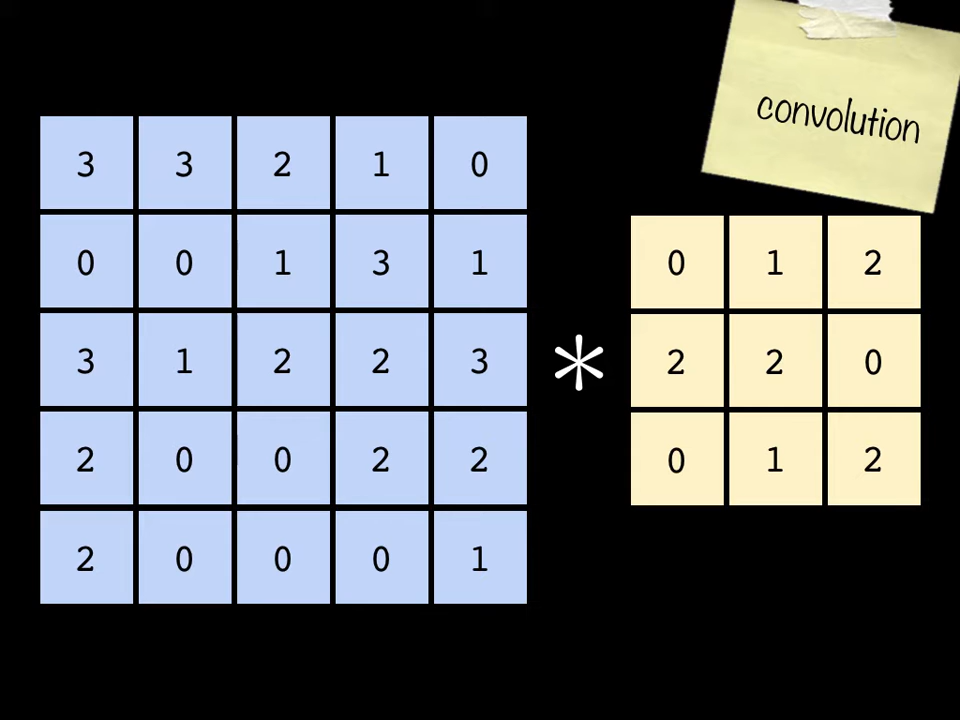 convolution
3 3 2 1 0
0 0 1 3 1
0 1 2
3 1 2 2 3
*
2 2 0
2 0 0 2 2
0 1 2
2 0 0 0 1